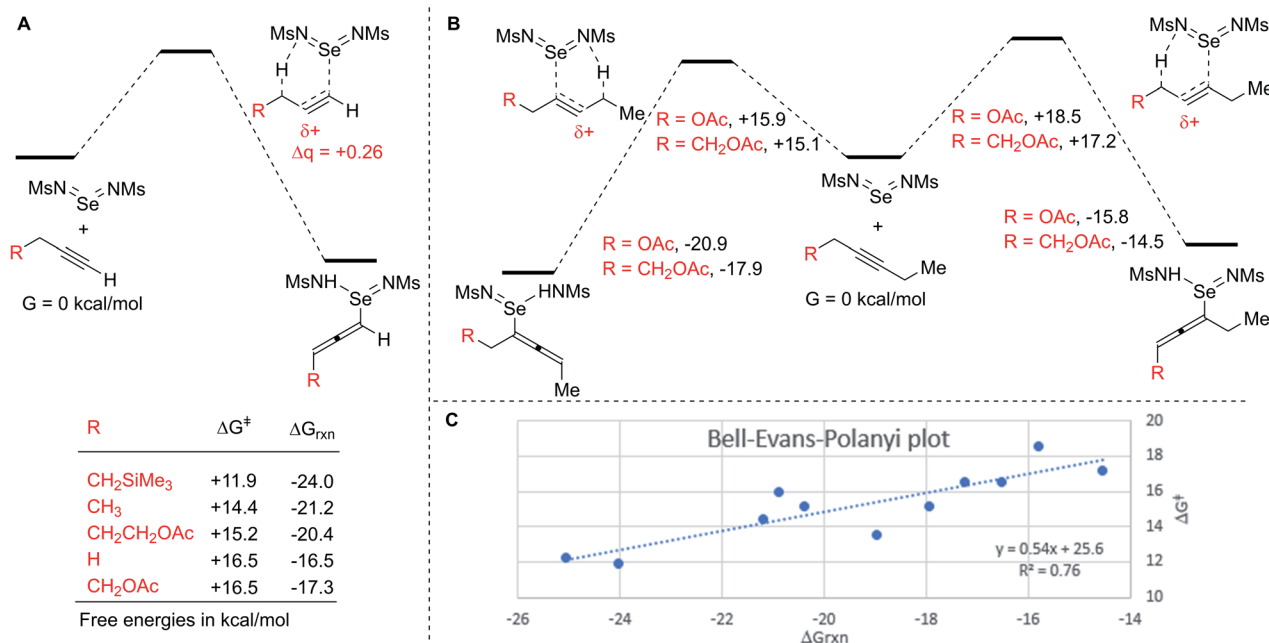 A
MsN
NMs
Se
H
R
H
δ+
Δq = +0.26
MsN
NMs
Se
+
R
H
G = 0 kcal/mol
MsNH
NMs
Se
H
R
R ΔG‡ ΔGrxn
CH2SiMe3 +11.9 -24.0
CH3 +14.4 -21.2
CH2CH2OAc +15.2 -20.4
H +16.5 -16.5
CH2OAc +16.5 -17.3
Free energies in kcal/mol
B
MsN
NMs
Se
H
R
Me
δ+
R = OAc, +15.9
R = CH2OAc, +15.1
R = OAc, +18.5
R = CH2OAc, +17.2
MsN
NMs
Se
H
Me
R
δ+
R = OAc, -20.9
R = CH2OAc, -17.9
MsN
NMs
Se
+
R
Me
G = 0 kcal/mol
R = OAc, -15.8
R = CH2OAc, -14.5
MsN
HNMs
Se
R
Me
MsNH
NMs
Se
Me
R
C
Bell-Evans-Polanyi plot
20
18
16
14
12
10
ΔG‡
y = 0.54x + 25.6
R² = 0.76
-26 -24 -22 -20 -18 -16 -14
ΔGrxn